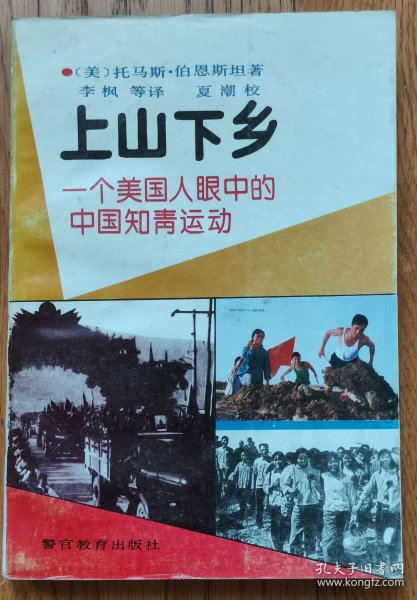 (美)托马斯·伯恩斯坦著
李枫 等译 夏潮 校
上山下乡
一个美国人眼中的
中国知青运动
警官教育出版社
孔夫子旧书网
www.kongfz.com